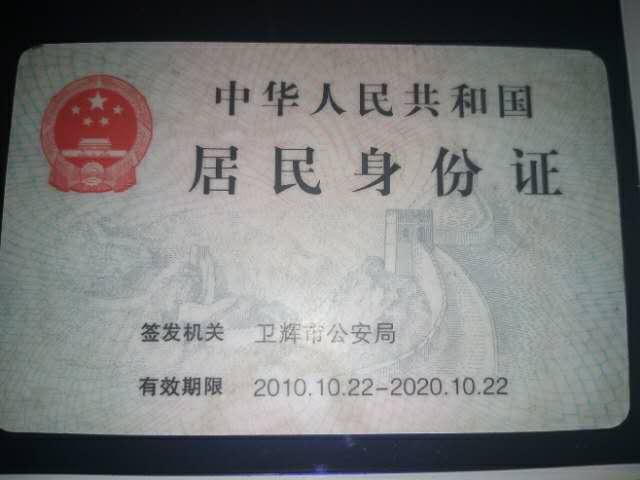 中华人民共和国
居民身份证
签发机关 卫辉市公安局
有效期限 2010.10.22-2020.10.22